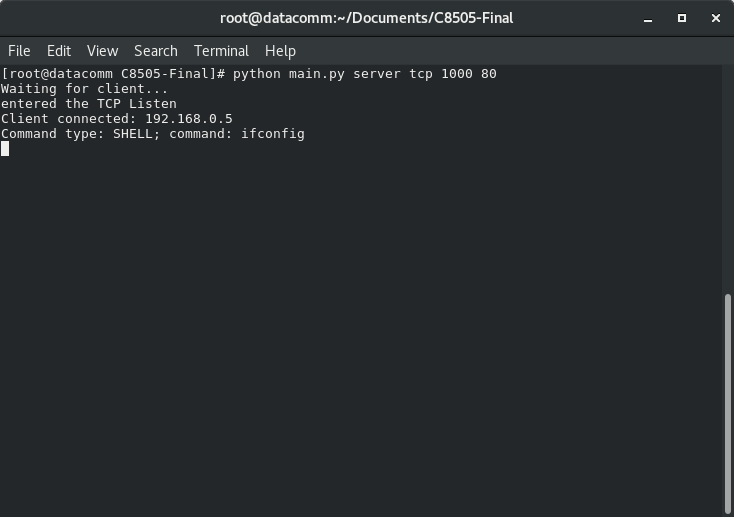 root@datacomm:~/Documents/C8505-Final
File Edit View Search Terminal Help
[root@datacomm C8505-Final]# python main.py server tcp 1000 80
Waiting for client...
entered the TCP Listen
Client connected: 192.168.0.5
Command type: SHELL; command: ifconfig